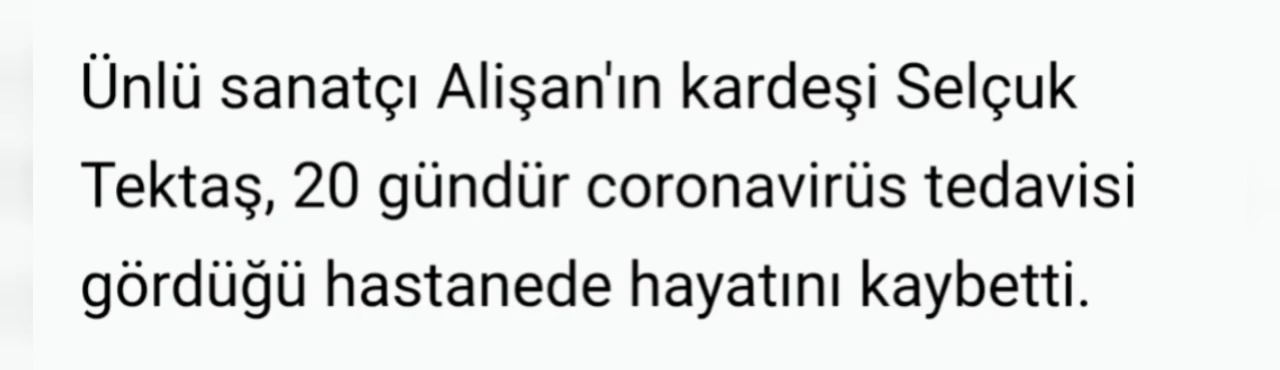 Ünlü sanatçı Alişan'ın kardeşi Selçuk
Tektaş, 20 gündür coronavirüs tedavisi
gördüğü hastanede hayatını kaybetti.